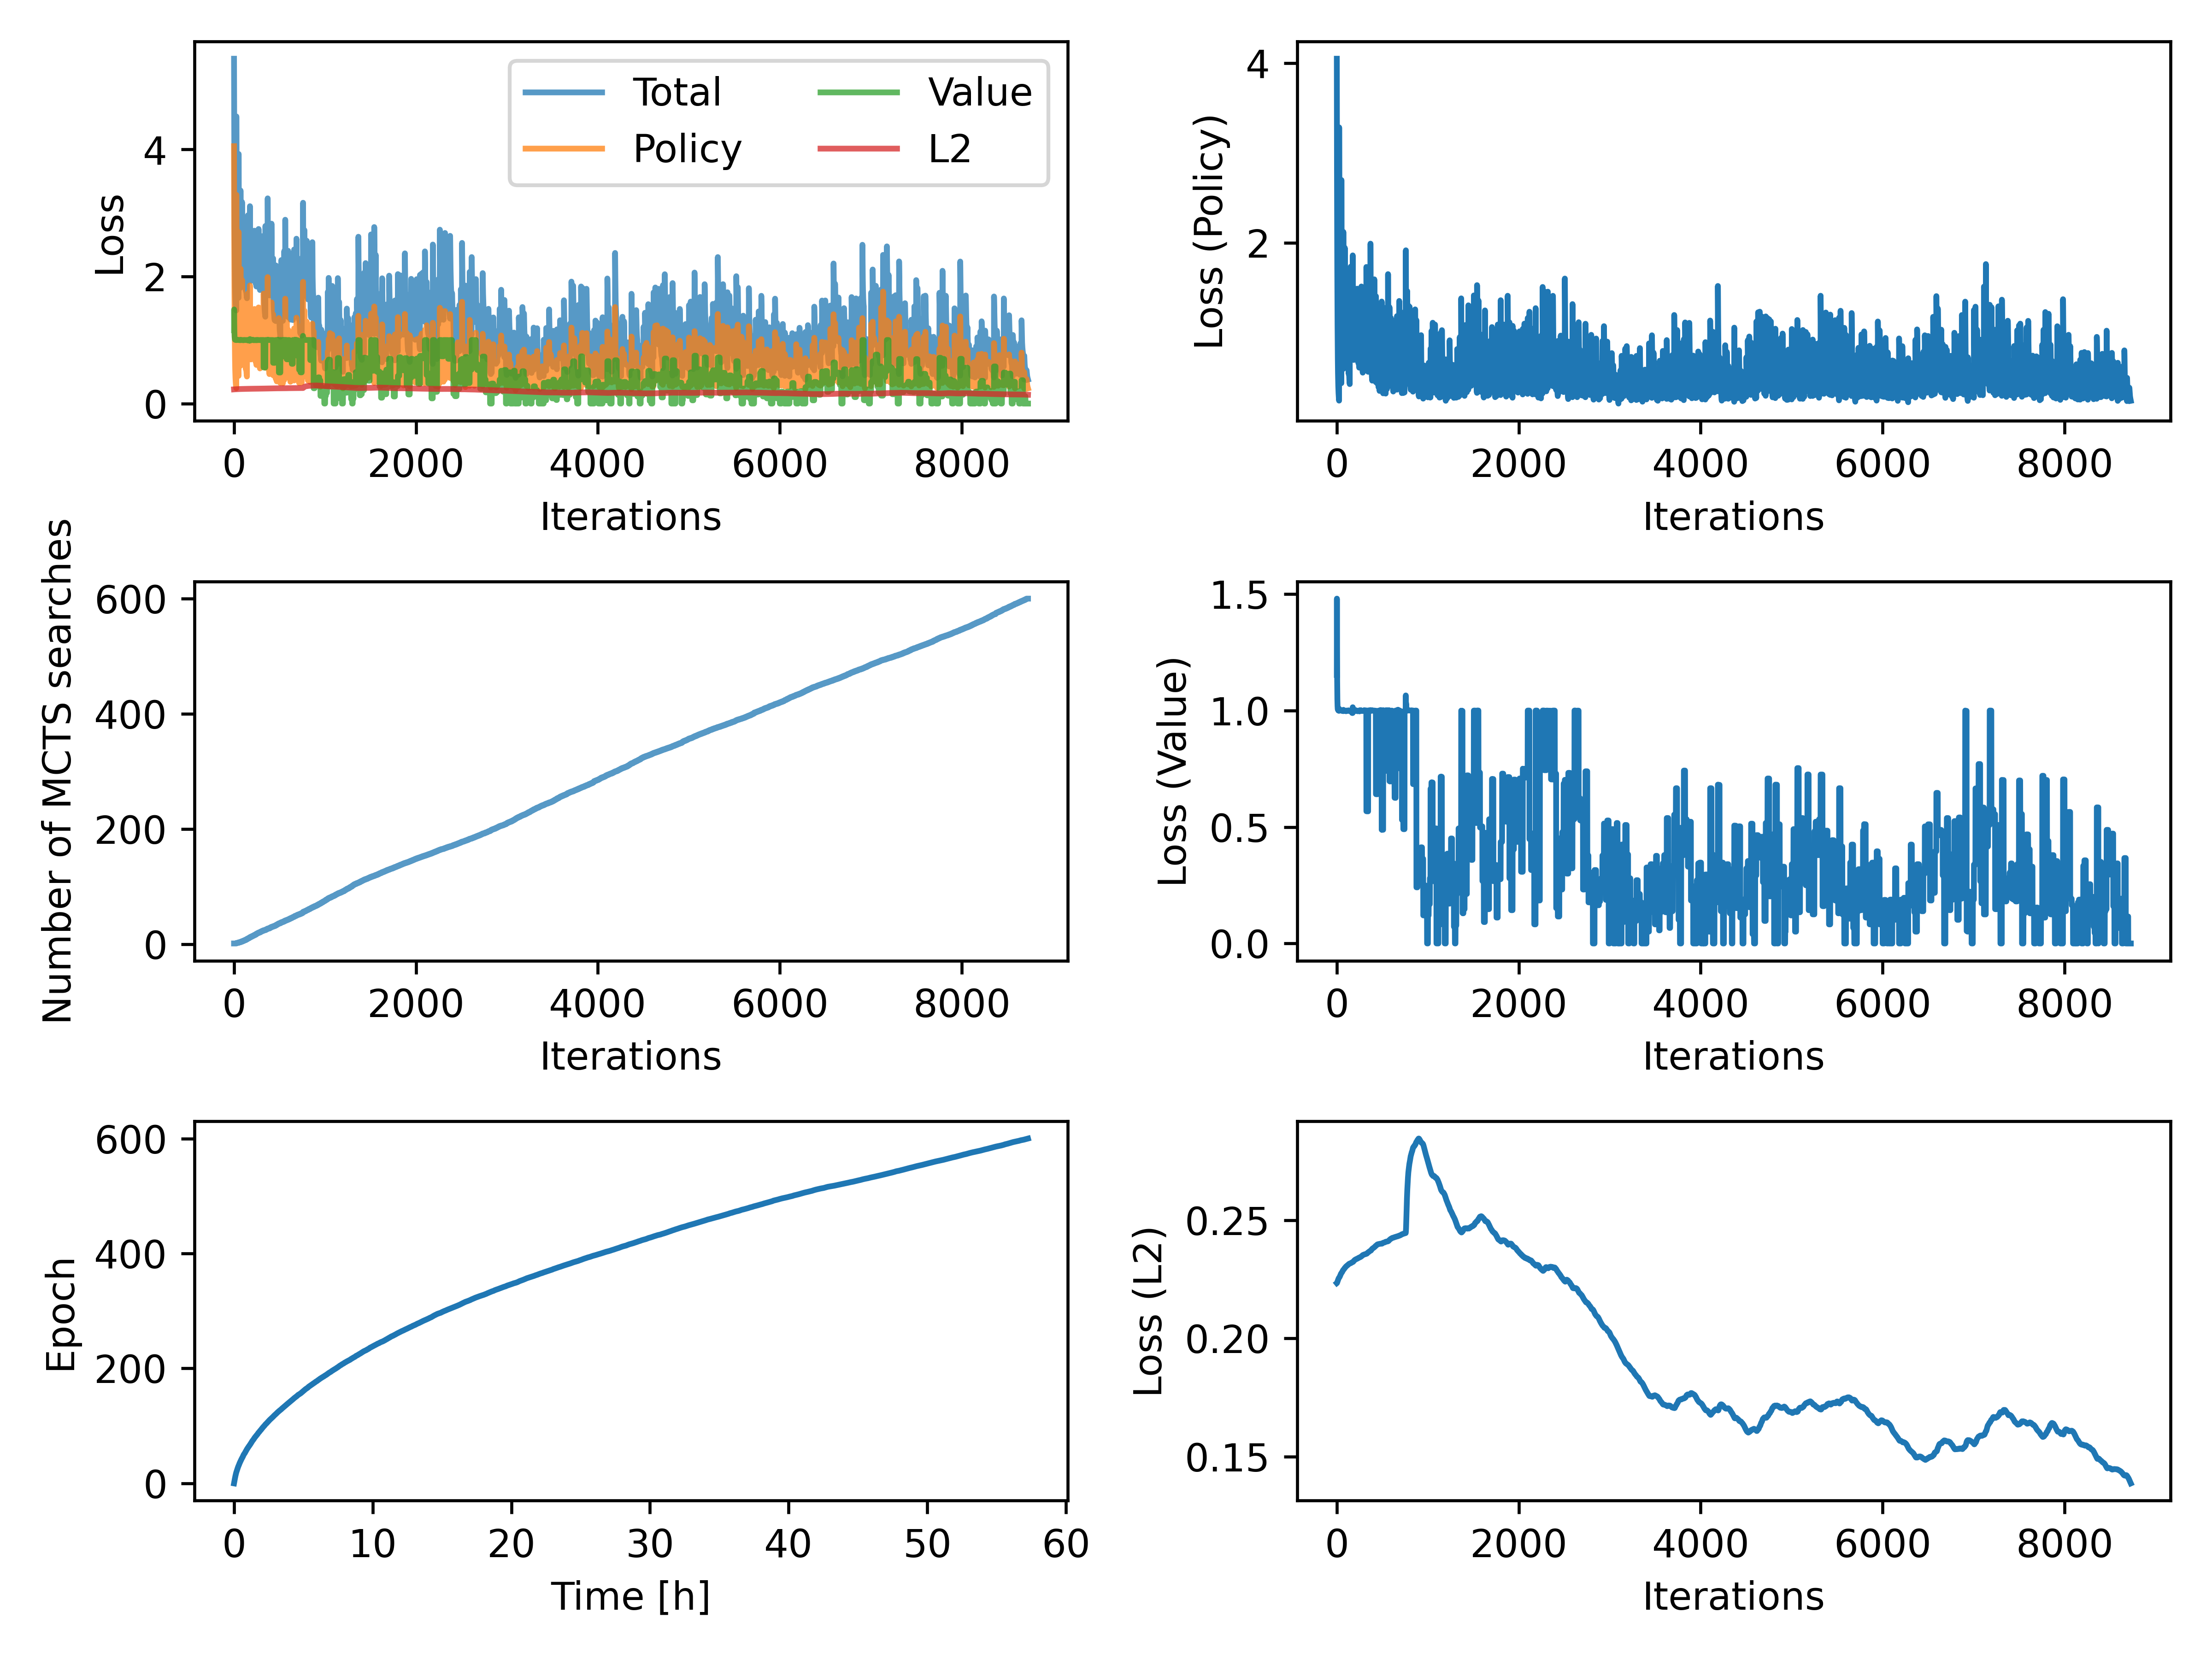 Loss
4
2
0
Total
Value
Policy
L2
0 2000 4000 6000 8000
Iterations
Loss (Policy)
4
2
0 2000 4000 6000 8000
Iterations
Number of MCTS searches
600
400
200
0
0 2000 4000 6000 8000
Iterations
Loss (Value)
1.5
1.0
0.5
0.0
0 2000 4000 6000 8000
Iterations
Epoch
600
400
200
0
0 10 20 30 40 50 60
Time [h]
Loss (L2)
0.25
0.20
0.15
0 2000 4000 6000 8000
Iterations